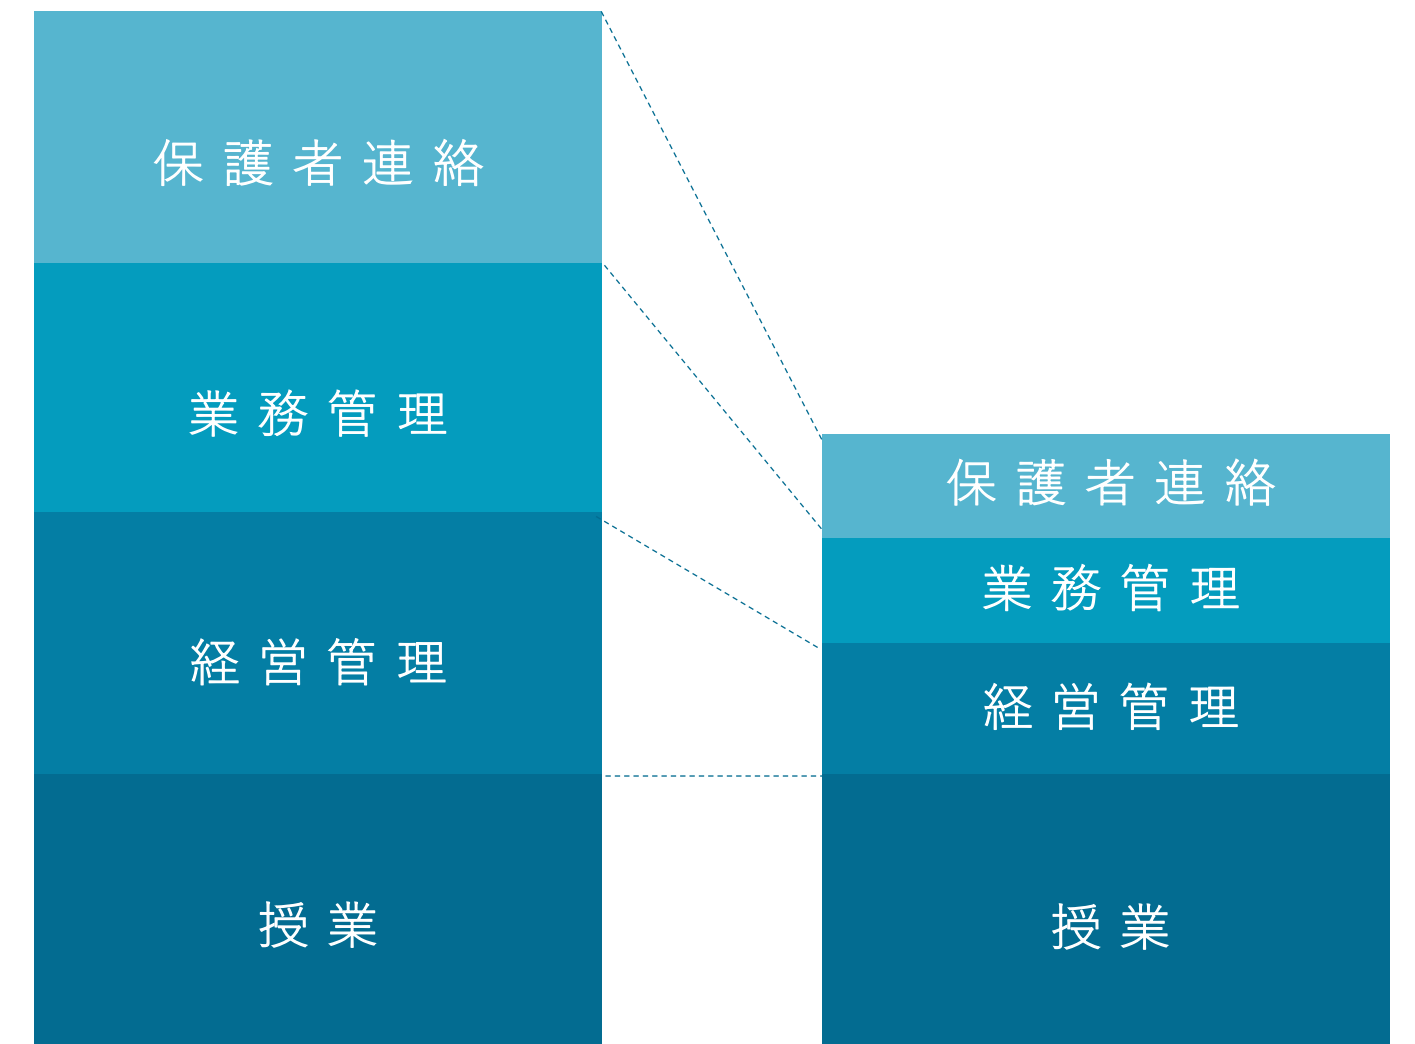 保護者連絡
業務管理
経営管理
授業
保護者連絡
業務管理
経営管理
授業